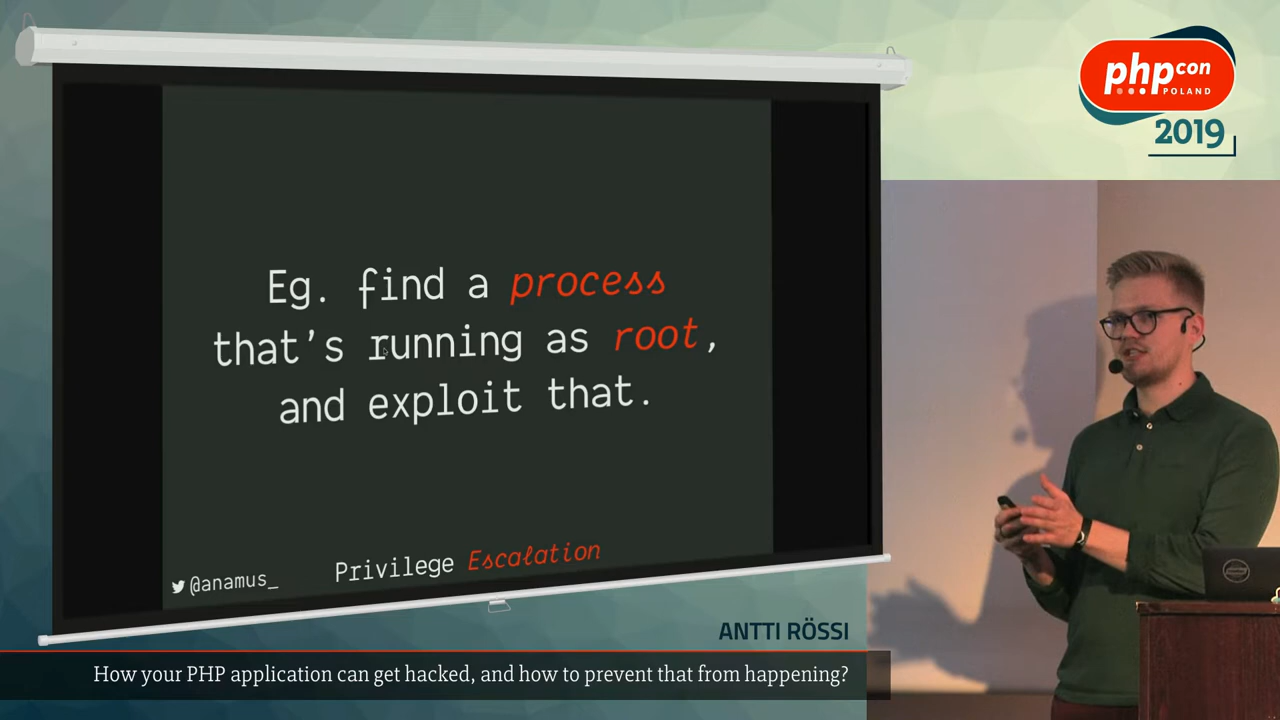 Eg. find a process
that's running as root,
and exploit that.
@anamus_
Privilege Escalation
php con
POLAND
2019
ANTTI RÖSSI
How your PHP application can get hacked, and how to prevent that from happening?